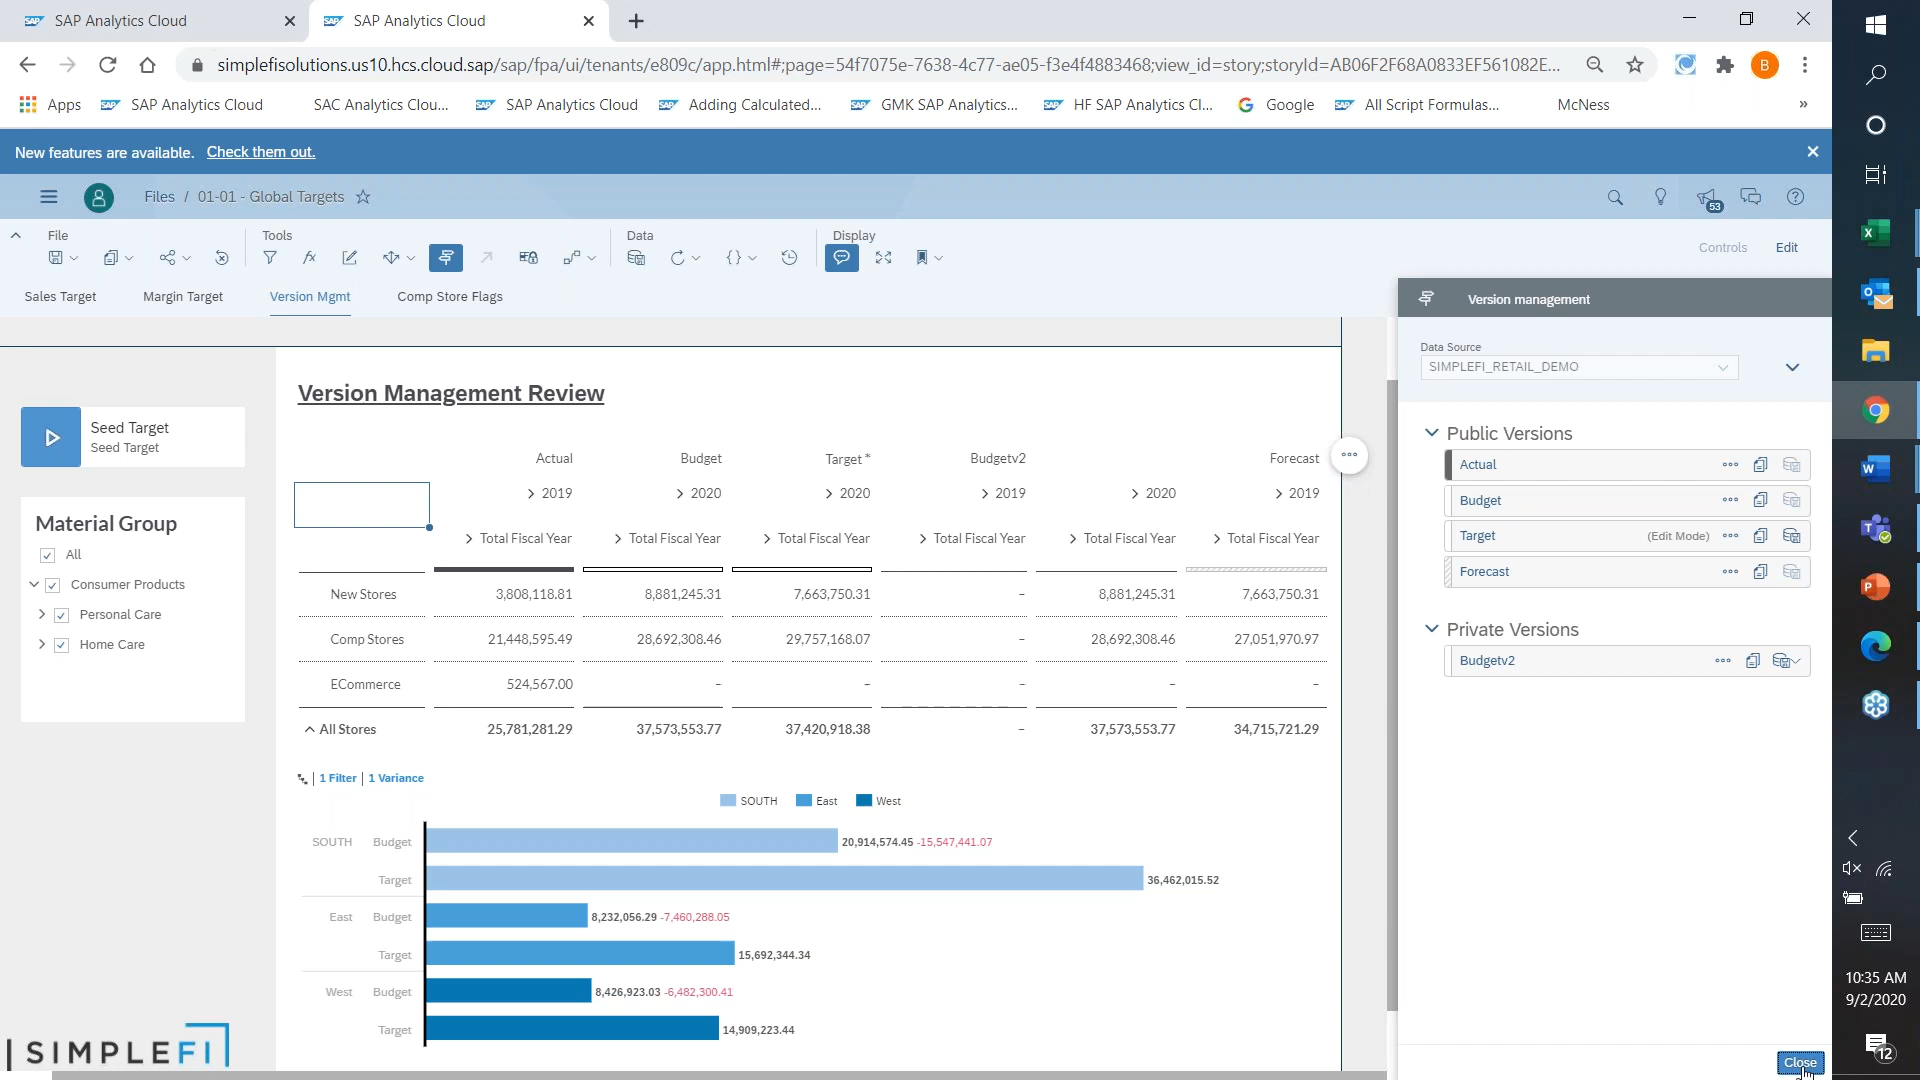 SAP Analytics Cloud
SAP Analytics Cloud
simplefisolutions.us10.hcs.cloud.sap/sap/fpa/ui/tenants/e809c/app.html#;page=54f7075e-7638-4c77-ae05-f3e4f4883468;view_id=story;storyId=AB06F2F68A0833EF561082E...
B
Apps SAP Analytics Cloud SAC Analytics Clou... SAP Analytics Cloud Adding Calculated... GMK SAP Analytics... HF SAP Analytics Cl... Google All Script Formulas... McNess »
New features are available. Check them out.
Files / 01-01 - Global Targets
53
File Tools Data Display
Controls Edit
Sales Target Margin Target Version Mgmt Comp Store Flags
Version management
Data Source
SIMPLEFI_RETAIL_DEMO
Seed Target
Seed Target
Material Group
All
Consumer Products
Personal Care
Home Care
Version Management Review
Actual Budget Target* Budgetv2 Forecast
2019 2020 2020 2019 2020 2019
Total Fiscal Year Total Fiscal Year Total Fiscal Year Total Fiscal Year Total Fiscal Year Total Fiscal Year
New Stores 3,808,118.81 8,881,245.31 7,663,750.31 – 8,881,245.31 7,663,750.31
Comp Stores 21,448,595.49 28,692,308.46 29,757,168.07 – 28,692,308.46 27,051,970.97
ECommerce 524,567.00 – – – – –
All Stores 25,781,281.29 37,573,553.77 37,420,918.38 – 37,573,553.77 34,715,721.29
1 Filter | 1 Variance
SOUTH East West
SOUTH Budget 20,914,574.45 -15,547,441.07
Target 36,462,015.52
East Budget 8,232,056.29 -7,460,288.05
Target 15,692,344.34
West Budget 8,426,923.03 -6,482,300.41
Target 14,909,223.44
SIMPLEFI
Public Versions
Actual
Budget
Target (Edit Mode)
Forecast
Private Versions
Budgetv2
Close
10:35 AM
9/2/2020
12